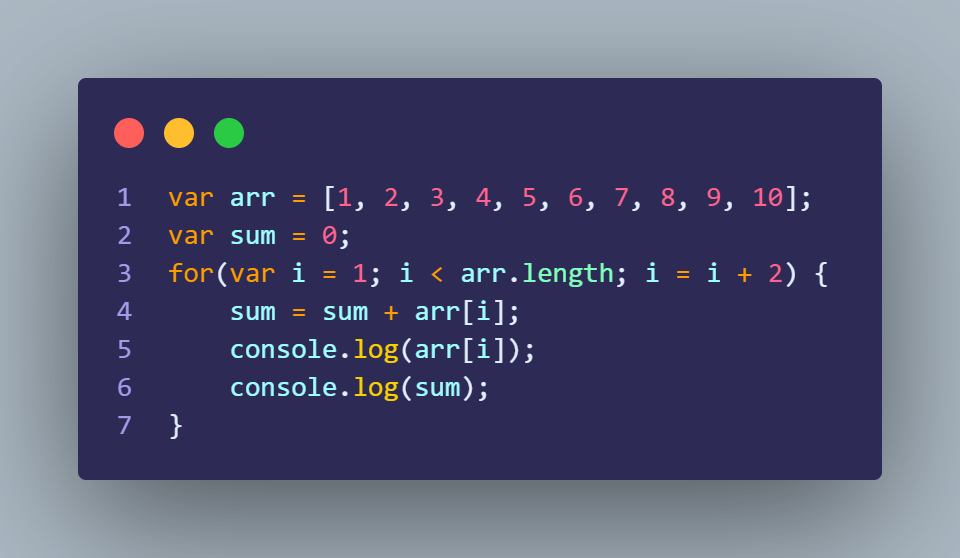 1 var arr = [1, 2, 3, 4, 5, 6, 7, 8, 9, 10];
2 var sum = 0;
3 for(var i = 1; i < arr.length; i = i + 2) {
4     sum = sum + arr[i];
5     console.log(arr[i]);
6     console.log(sum);
7 }